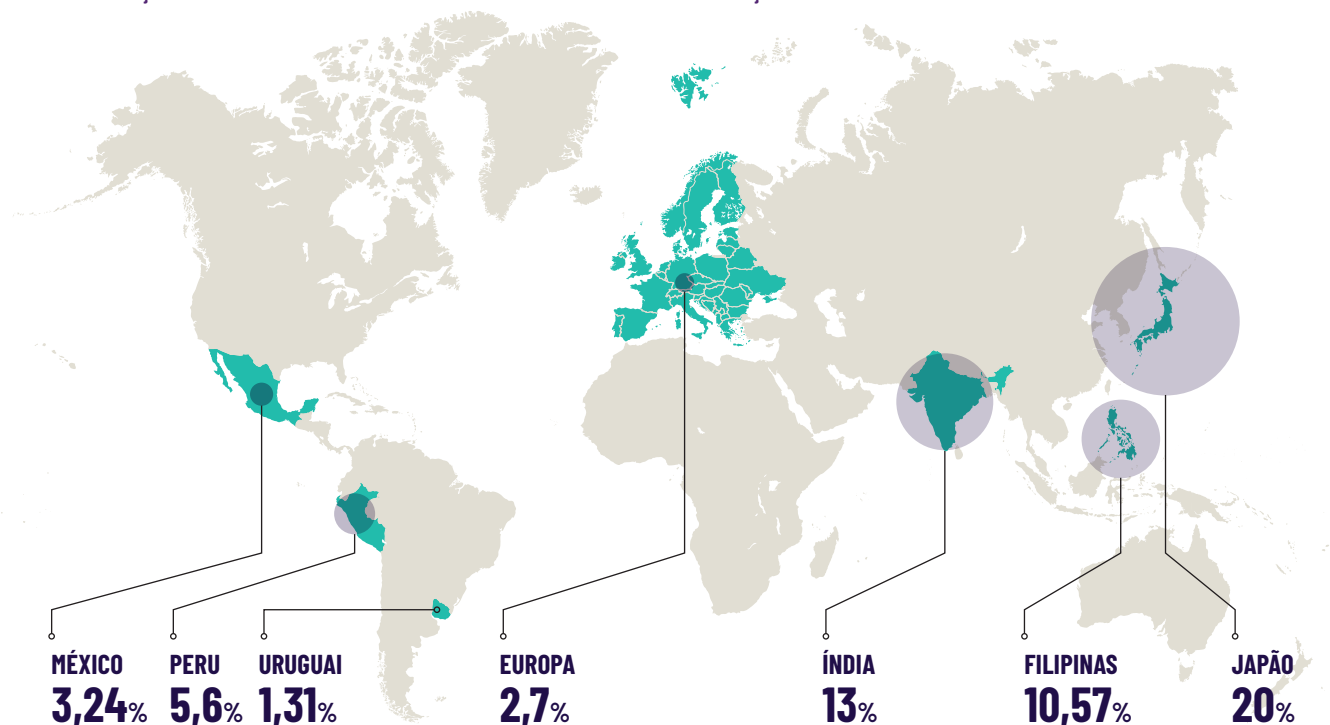 MÉXICO
3,24%
PERU
5,6%
URUGUAI
1,31%
EUROPA
2,7%
ÍNDIA
13%
FILIPINAS
10,57%
JAPÃO
20%